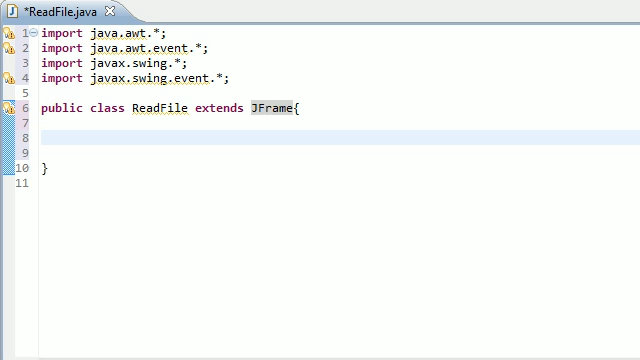 *ReadFile.java
1 import java.awt.*;
2 import java.awt.event.*;
3 import javax.swing.*;
4 import javax.swing.event.*;
5
6 public class ReadFile extends JFrame{
7
8
9
10 }
11